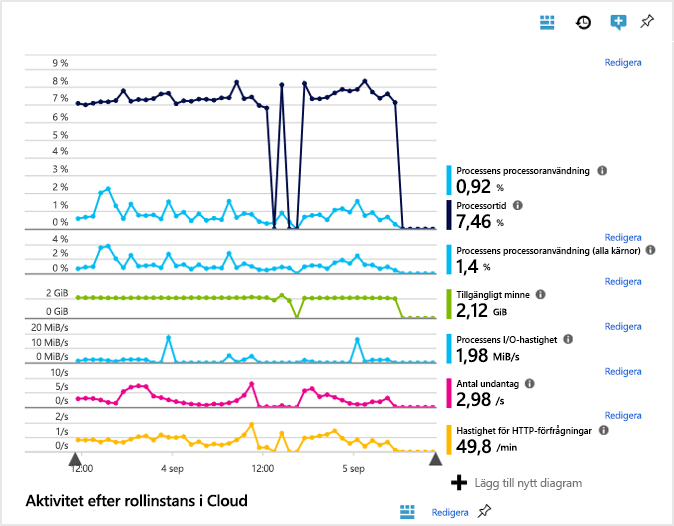 9 %
Redigera
8 %
7 %
6 %
5 %
4 %
3 %
2 %
1 %
0 %
Processens processoranvändning
0,92 %
Processortid
7,46 %
Redigera
4 %
2 %
0 %
Processens processoranvändning (alla kärnor)
1,4 %
Redigera
2 GiB
0 GiB
Tillgängligt minne
2,12 GiB
Redigera
20 MiB/s
10 MiB/s
0 MiB/s
Processens I/O-hastighet
1,98 MiB/s
Redigera
10/s
5/s
0/s
Antal undantag
2,98 /s
Redigera
2/s
1/s
0/s
Hastighet för HTTP-förfrågningar
49,8 /min
12:00 4 sep 12:00 5 sep
Lägg till nytt diagram
Aktivitet efter rollinstans i Cloud
Redigera